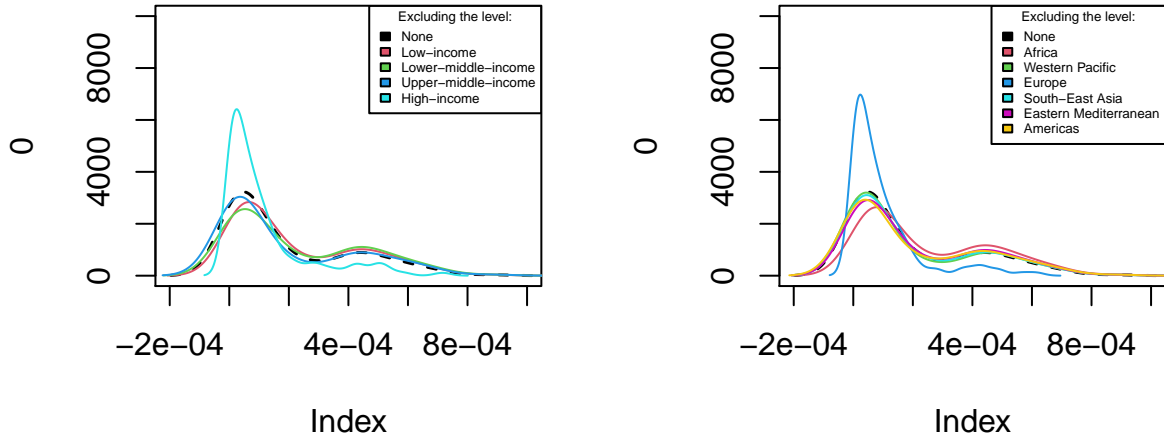 Excluding the level:
None
Low−income
Lower−middle−income
Upper−middle−income
High−income
0
0
4000
8000
−2e−04
4e−04
8e−04
Index
Excluding the level:
None
Africa
Western Pacific
Europe
South−East Asia
Eastern Mediterranean
Americas
0
0
4000
8000
−2e−04
4e−04
8e−04
Index